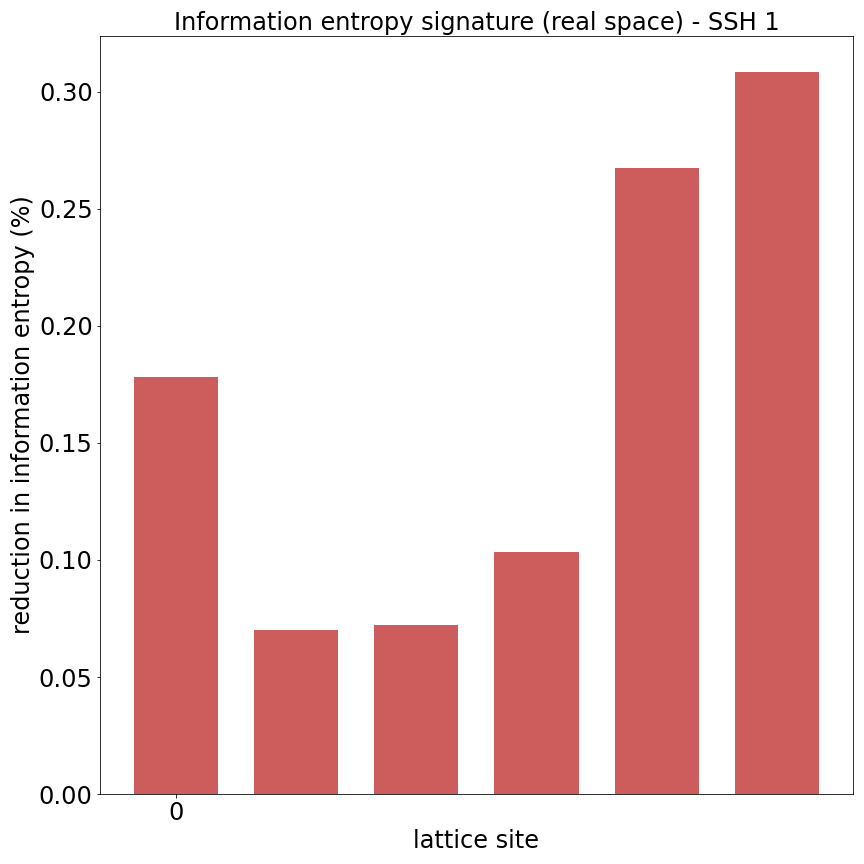 Information entropy signature (real space) - SSH 1
reduction in information entropy (%)
0.30
0.25
0.20
0.15
0.10
0.05
0.00
0
lattice site